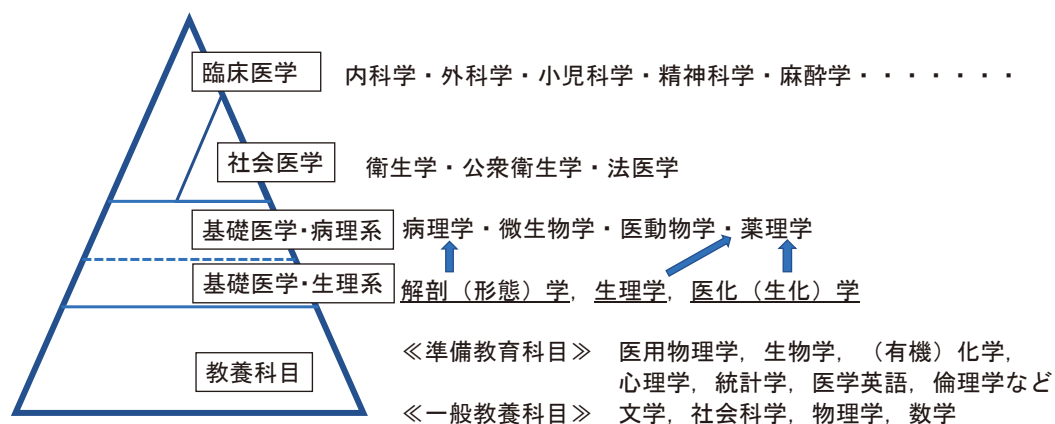 臨床医学 内科学・外科学・小児科学・精神科学・麻酔学・・・・・・・
社会医学 衛生学・公衆衛生学・法医学
基礎医学・病理系 病理学・微生物学・医動物学・薬理学
基礎医学・生理系 解剖（形態）学, 生理学, 医化（生化）学
教養科目
≪準備教育科目≫ 医用物理学, 生物学, （有機）化学,
心理学, 統計学, 医学英語, 倫理学など
≪一般教養科目≫ 文学, 社会科学, 物理学, 数学